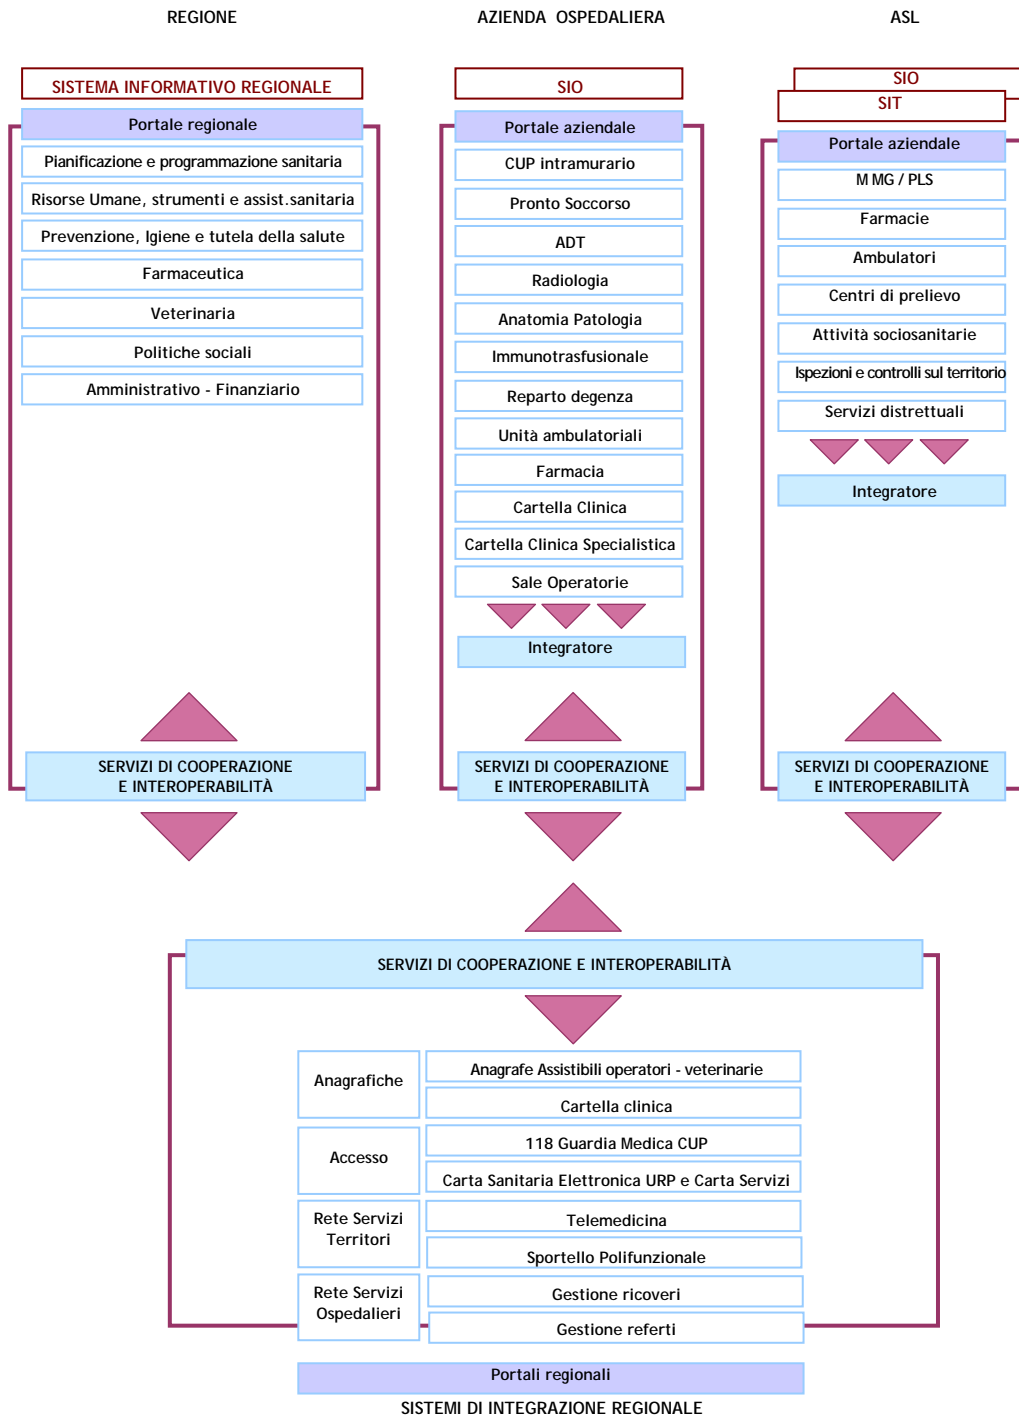 REGIONE
SISTEMA INFORMATIVO REGIONALE
Portale regionale
Pianificazione e programmazione sanitaria
Risorse Umane, strumenti e assist.sanitaria
Prevenzione, Igiene e tutela della salute
Farmaceutica
Veterinaria
Politiche sociali
Amministrativo - Finanziario
SERVIZI DI COOPERAZIONE
E INTEROPERABILITÀ
AZIENDA OSPEDALIERA
SIO
Portale aziendale
CUP intramurario
Pronto Soccorso
ADT
Radiologia
Anatomia Patologia
Immunotrasfusionale
Reparto degenza
Unità ambulatoriali
Farmacia
Cartella Clinica
Cartella Clinica Specialistica
Sale Operatorie
Integratore
SERVIZI DI COOPERAZIONE
E INTEROPERABILITÀ
ASL
SIO
SIT
Portale aziendale
MMG / PLS
Farmacie
Ambulatori
Centri di prelievo
Attività sociosanitarie
Ispezioni e controlli sul territorio
Servizi distrettuali
Integratore
SERVIZI DI COOPERAZIONE
E INTEROPERABILITÀ
SERVIZI DI COOPERAZIONE E INTEROPERABILITÀ
Anagrafiche
Anagrafe Assistibili operatori - veterinarie
Cartella clinica
Accesso
118 Guardia Medica CUP
Carta Sanitaria Elettronica URP e Carta Servizi
Rete Servizi
Territori
Telemedicina
Sportello Polifunzionale
Rete Servizi
Ospedalieri
Gestione ricoveri
Gestione referti
Portali regionali
SISTEMI DI INTEGRAZIONE REGIONALE